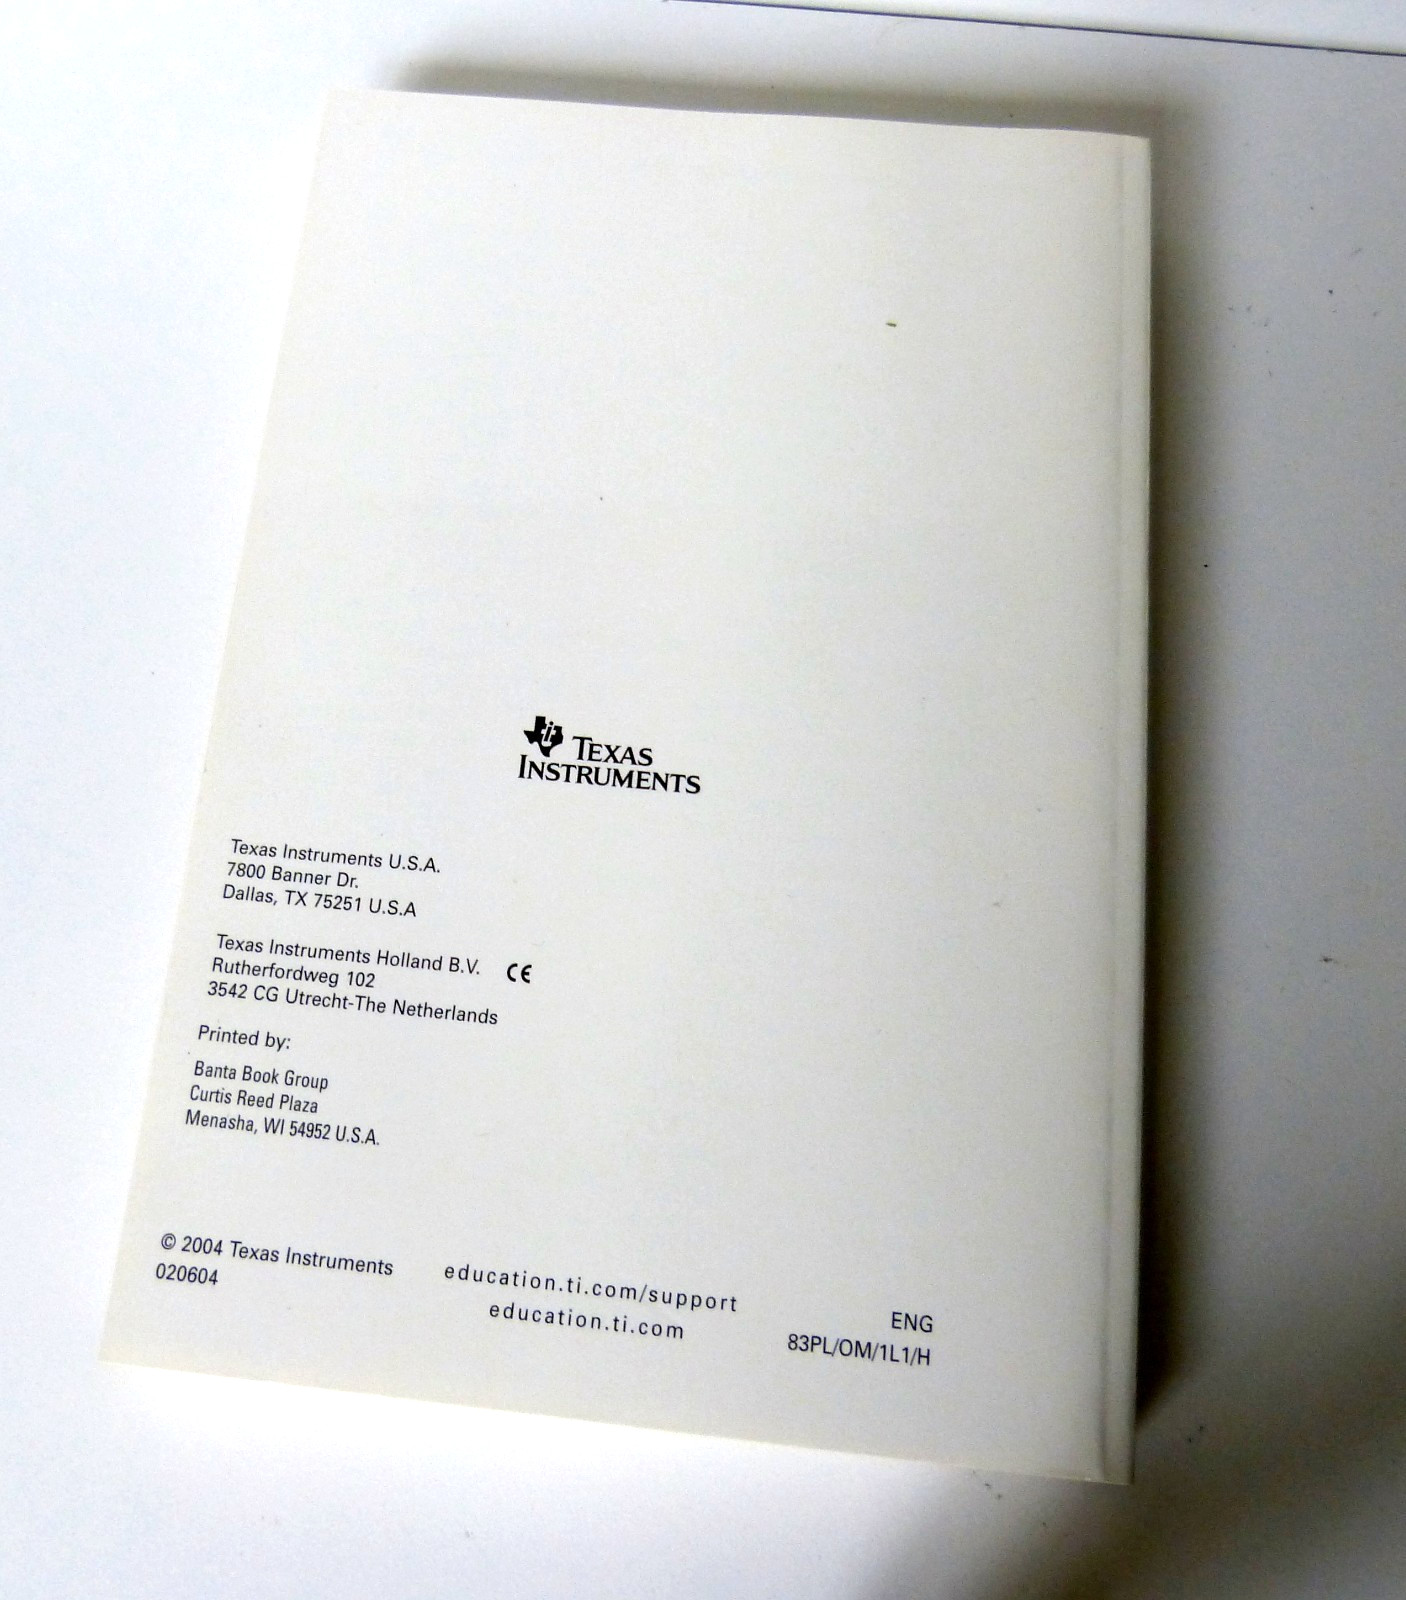 TEXAS
INSTRUMENTS
Texas Instruments U.S.A.
7800 Banner Dr.
Dallas, TX 75251 U.S.A
Texas Instruments Holland B.V.
Rutherfordweg 102
3542 CG Utrecht-The Netherlands
CE
Printed by:
Banta Book Group
Curtis Reed Plaza
Menasha, WI 54952 U.S.A.
© 2004 Texas Instruments
020604
education.ti.com/support
education.ti.com
ENG
83PL/OM/1L1/H